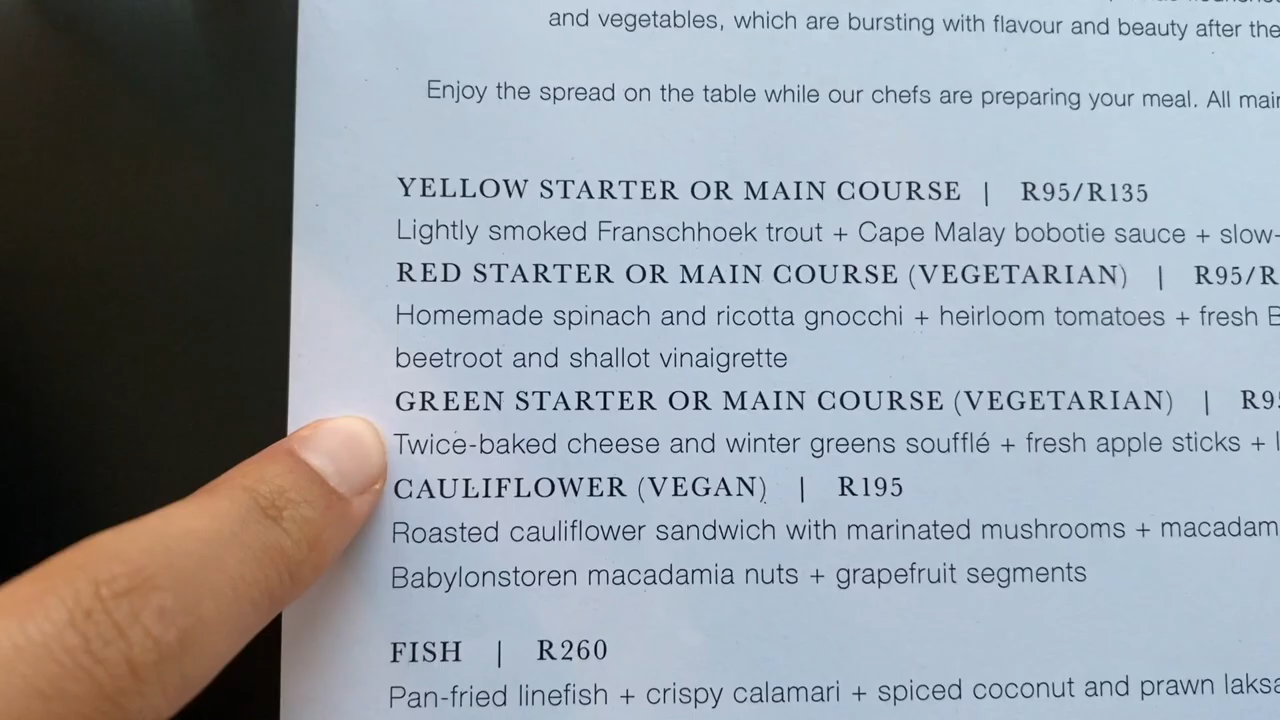 and vegetables, which are bursting with flavour and beauty after the
Enjoy the spread on the table while our chefs are preparing your meal. All
YELLOW STARTER OR MAIN COURSE | R95/R135
Lightly smoked Franschhoek trout + Cape Malay bobotie sauce + slow-
RED STARTER OR MAIN COURSE (VEGETARIAN) | R95/R
Homemade spinach and ricotta gnocchi + heirloom tomatoes + fresh
beetroot and shallot vinaigrette
GREEN STARTER OR MAIN COURSE (VEGETARIAN) |
Twice-baked cheese and winter greens soufflé + fresh apple sticks +
CAULIFLOWER (VEGAN) | R195
Roasted cauliflower sandwich with marinated mushrooms +
Babylonstoren macadamia nuts + grapefruit segments
FISH | R260
Pan-fried linefish + crispy calamari + spiced coconut and prawn laksa